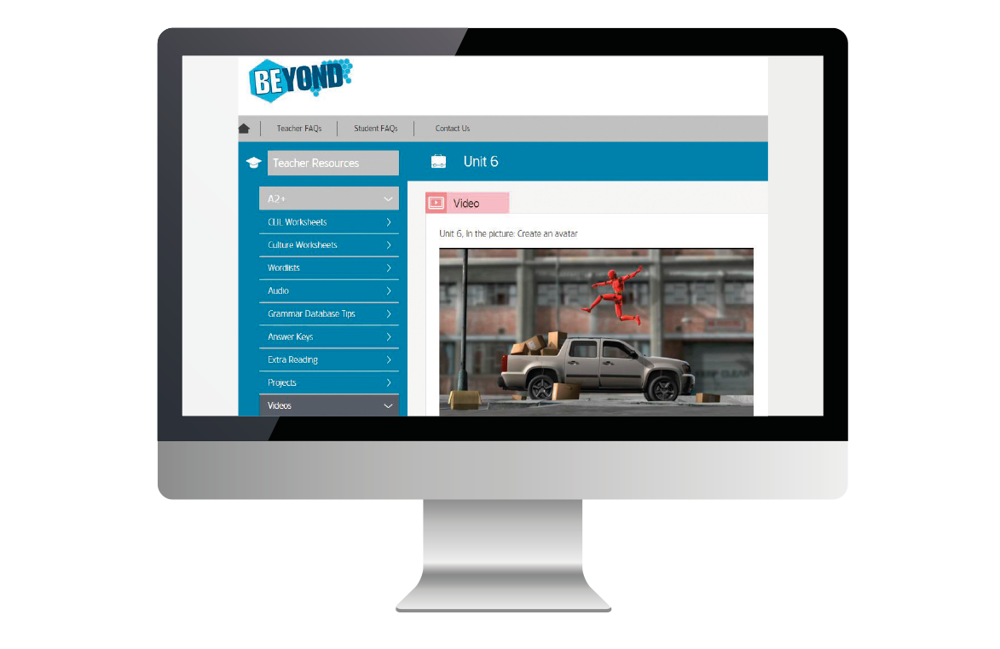 BEYOND
Teacher FAQs
Student FAQs
Contact Us
Teacher Resources
Unit 6
A2+
Video
CLIL Worksheets
Unit 6, In the picture: Create an avatar
Culture Worksheets
Wordlists
Audio
Grammar Database Tips
Answer Keys
Extra Reading
Projects
Videos